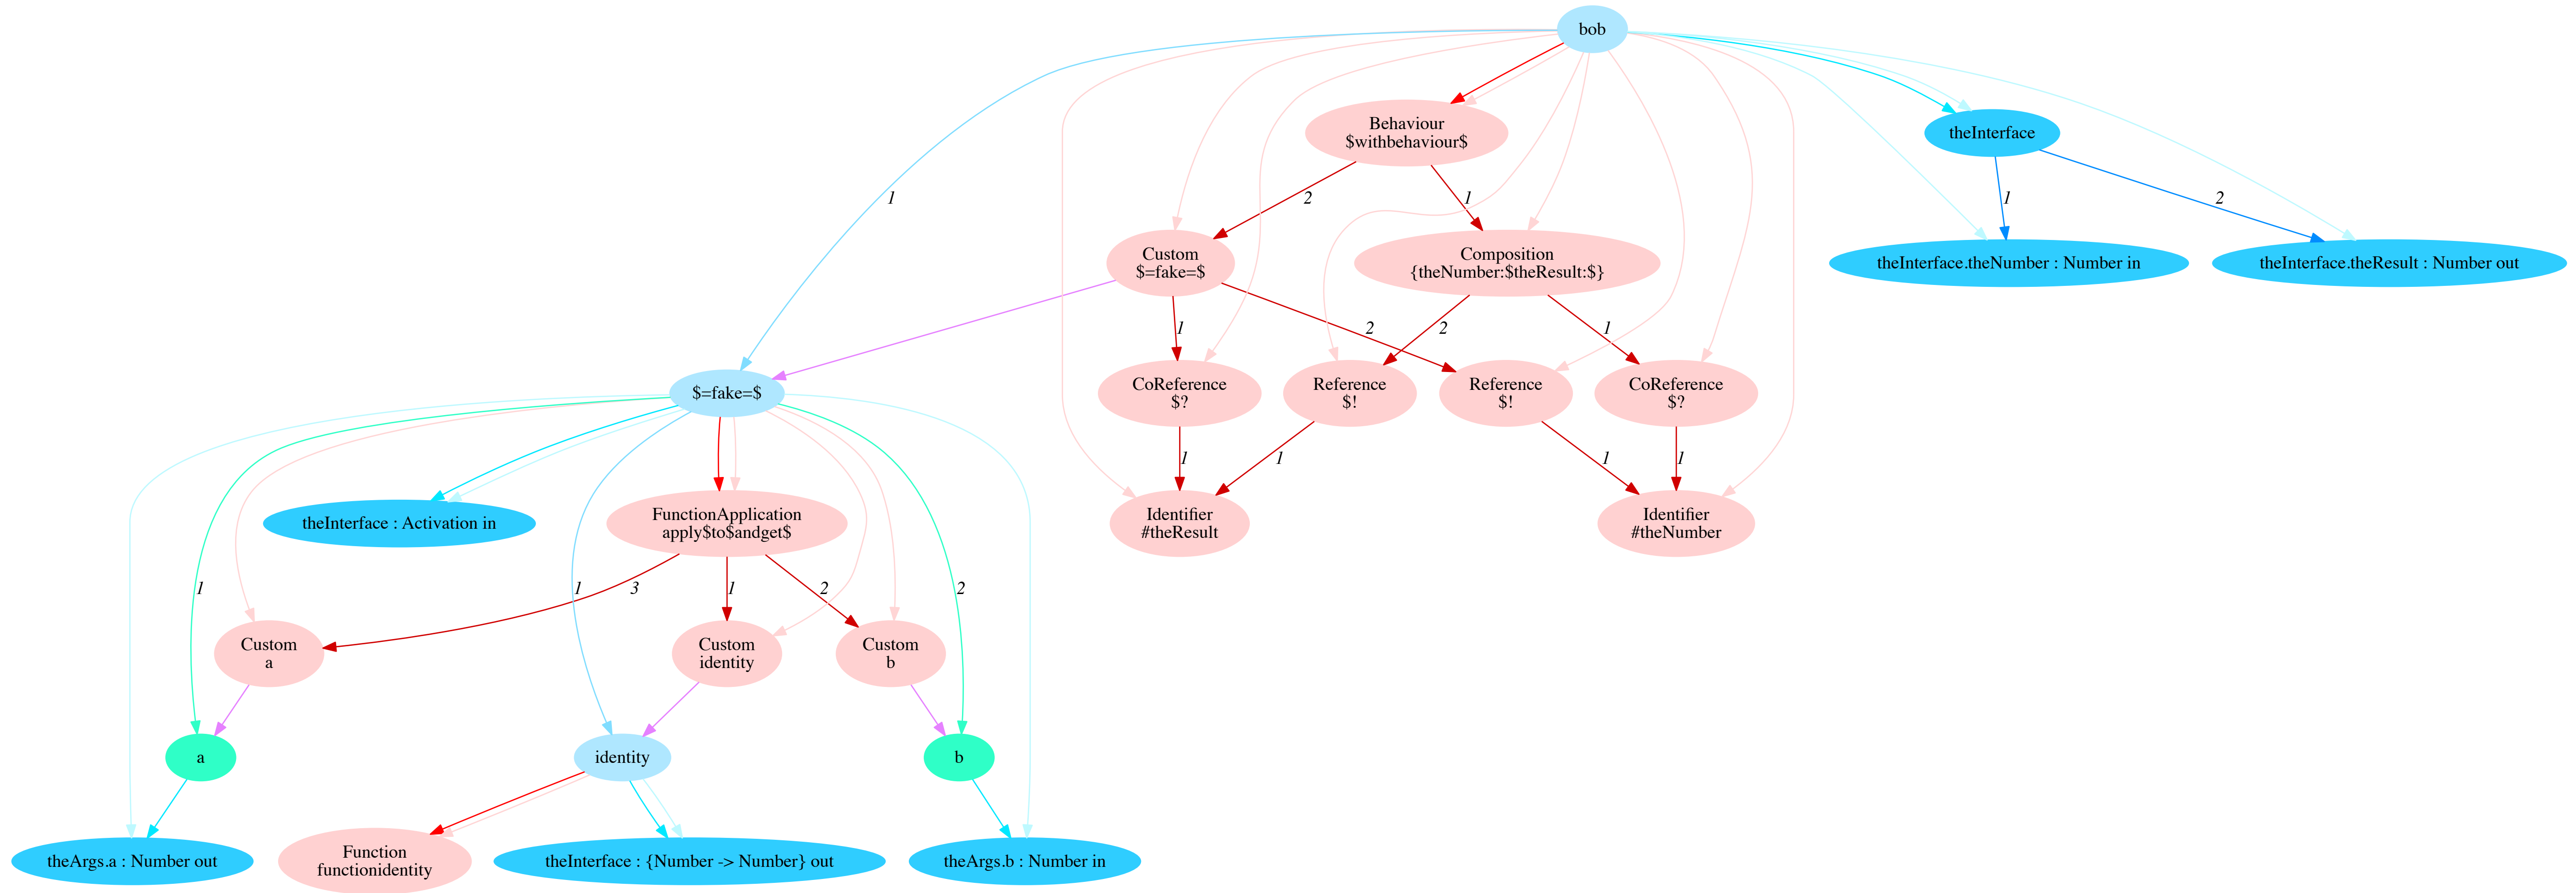 bob
Behaviour
$withbehaviour$
theInterface
1
2
1
1
2
Custom
$=fake=$
Composition
{theNumber:$theResult:$}
theInterface.theNumber : Number in
theInterface.theResult : Number out
1
2
2
1
$=fake=$
CoReference
$?
Reference
$!
Reference
$!
CoReference
$?
1
1
1
1
theInterface : Activation in
FunctionApplication
apply$to$andget$
Identifier
#theResult
Identifier
#theNumber
1
1
3
1
2
2
Custom
a
Custom
identity
Custom
b
a
identity
b
theArgs.a : Number out
Function
functionidentity
theInterface : {Number -> Number} out
theArgs.b : Number in